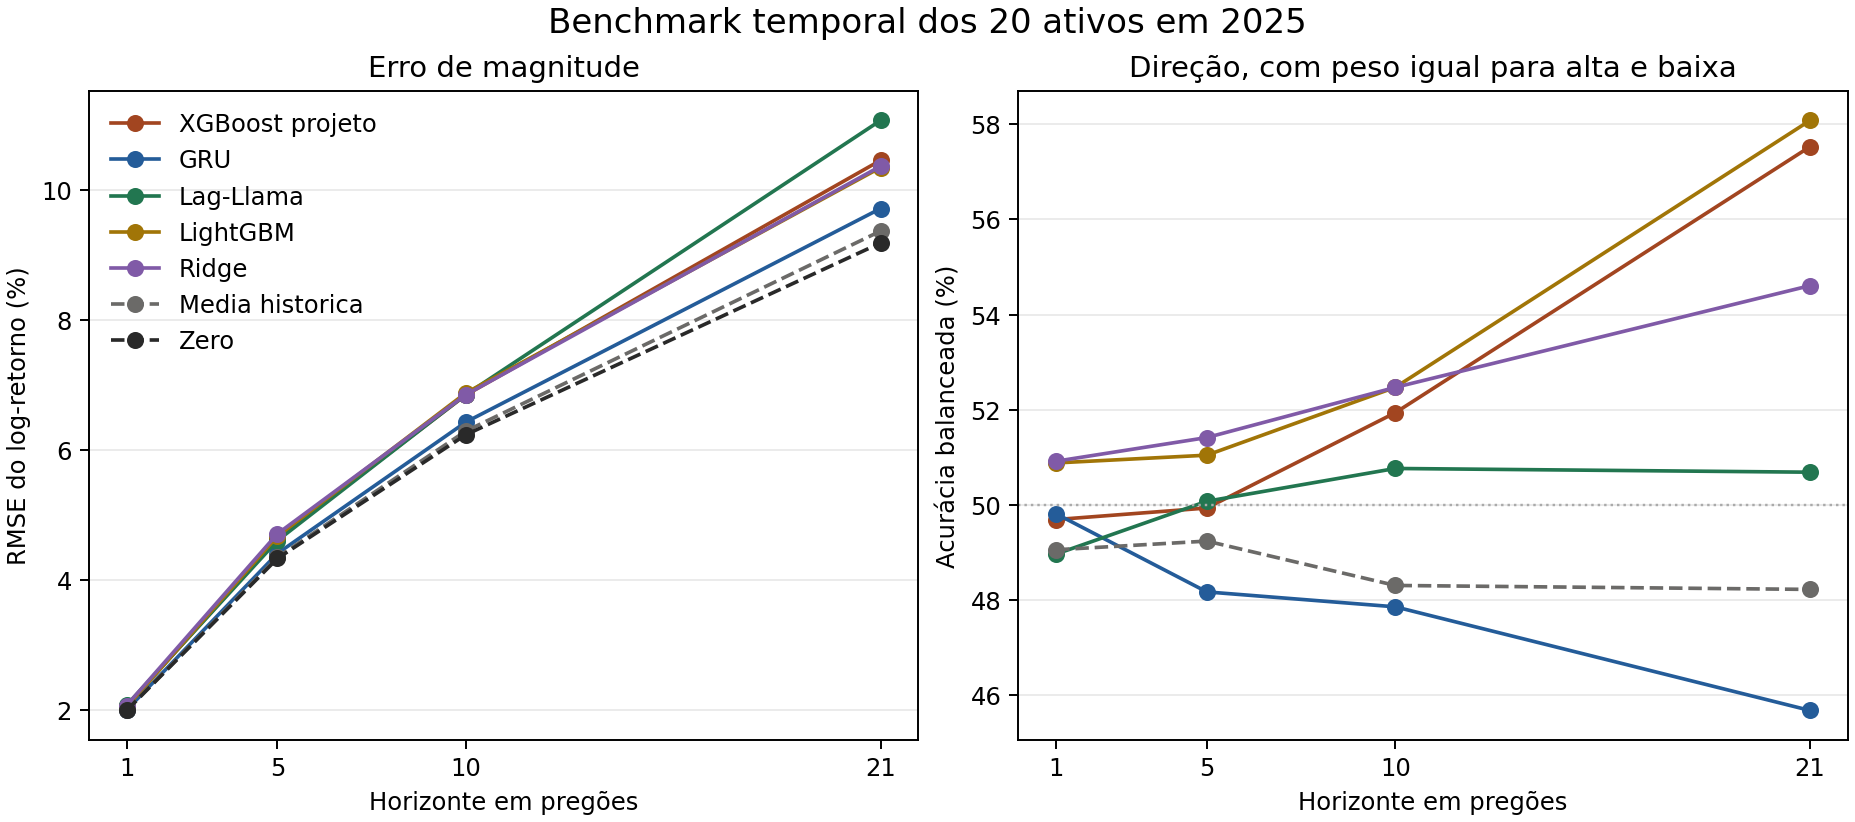 Benchmark temporal dos 20 ativos em 2025
Erro de magnitude
XGBoost projeto
GRU
Lag-Llama
LightGBM
Ridge
Media historica
Zero
RMSE do log-retorno (%)
10
8
6
4
2
1
5
10
21
Horizonte em pregões
Direção, com peso igual para alta e baixa
Acurácia balanceada (%)
58
56
54
52
50
48
46
1
5
10
21
Horizonte em pregões